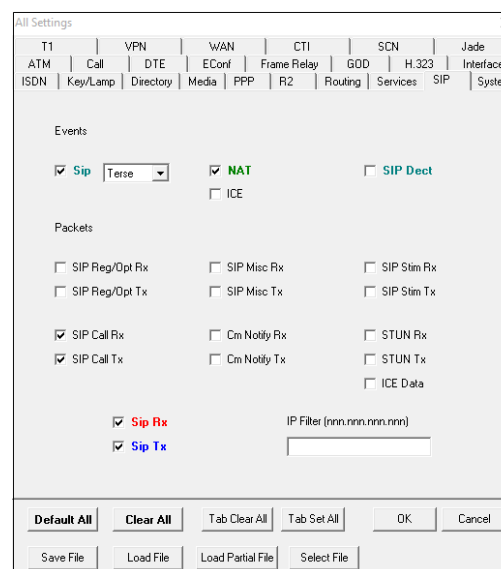 All Settings
T1 VPN WAN CTI SCN Jade
ATM Call DTE EConf Frame Relay GOD H.323 Interface
ISDN Key/Lamp Directory Media PPP R2 Routing Services SIP Syste
Events
Sip Terse NAT SIP Dect
ICE
Packets
SIP Reg/Opt Rx SIP Misc Rx SIP Stim Rx
SIP Reg/Opt Tx SIP Misc Tx SIP Stim Tx
SIP Call Rx Cm Notify Rx STUN Rx
SIP Call Tx Cm Notify Tx STUN Tx
ICE Data
Sip Rx IP Filter (nnn.nnn.nnn.nnn)
Sip Tx
Default All Clear All Tab Clear All Tab Set All OK Cancel
Save File Load File Load Partial File Select File